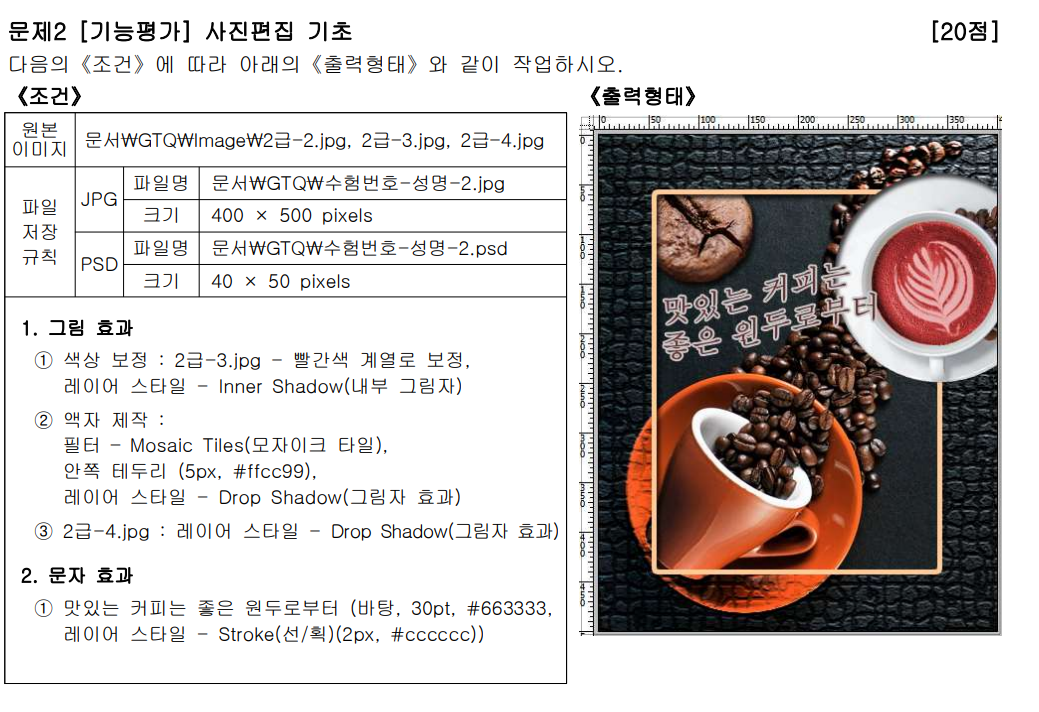 문제2 [기능평가] 사진편집 기초 [20점]
다음의《조건》에 따라 아래의《출력형태》와 같이 작업하시오.
《조건》
《출력형태》
원본 이미지 문서₩GTQ₩Image₩2급-2.jpg, 2급-3.jpg, 2급-4.jpg
파일 저장 규칙
JPG 파일명 문서₩GTQ₩수험번호-성명-2.jpg
크기 400 × 500 pixels
PSD 파일명 문서₩GTQ₩수험번호-성명-2.psd
크기 40 × 50 pixels
1. 그림 효과
① 색상 보정 : 2급-3.jpg - 빨간색 계열로 보정,
레이어 스타일 - Inner Shadow(내부 그림자)
② 액자 제작 :
필터 - Mosaic Tiles(모자이크 타일),
안쪽 테두리 (5px, #ffcc99),
레이어 스타일 - Drop Shadow(그림자 효과)
③ 2급-4.jpg : 레이어 스타일 - Drop Shadow(그림자 효과)
2. 문자 효과
① 맛있는 커피는 좋은 원두로부터 (바탕, 30pt, #663333,
레이어 스타일 - Stroke(선/획)(2px, #cccccc))
0 50 100 150 200 250 300 350
0
50
100
150
200
250
300
350
400
450
맛있는 커피는
좋은 원두로부터